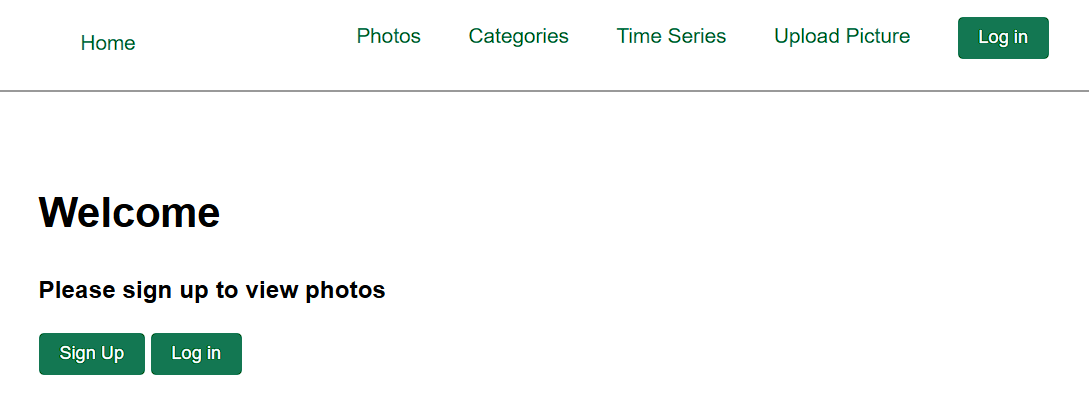 Home Photos Categories Time Series Upload Picture Log in
Welcome
Please sign up to view photos
Sign Up Log in